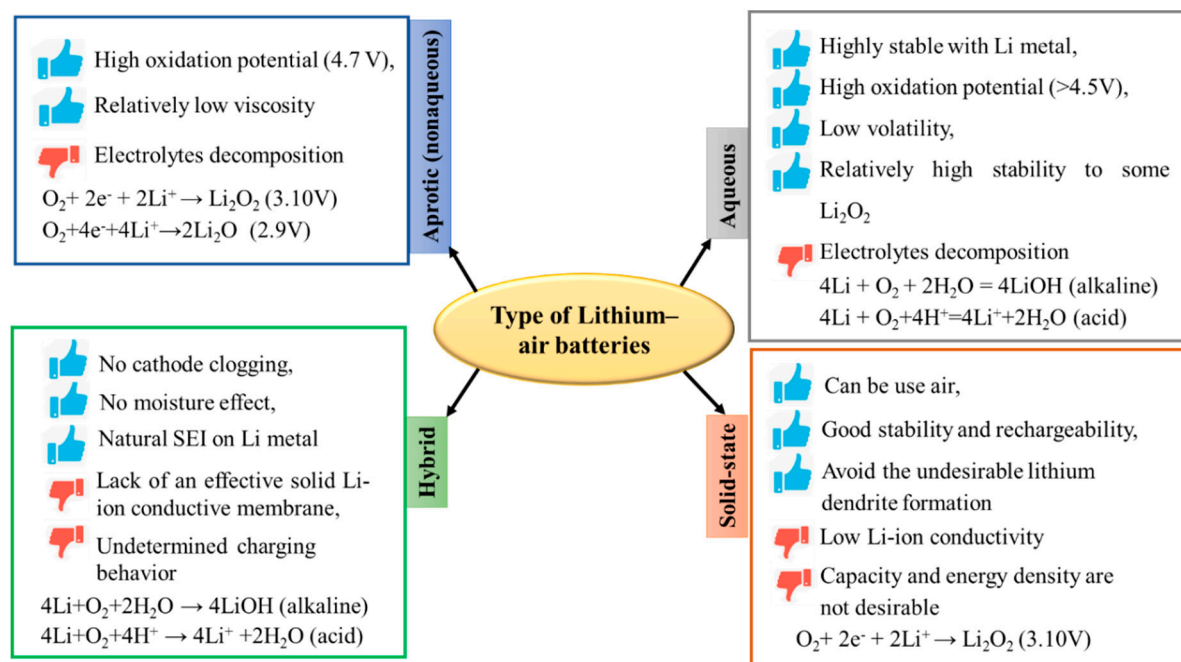 Aprotic (nonaqueous)
High oxidation potential (4.7 V),
Relatively low viscosity
Electrolytes decomposition
O₂+ 2e⁻ + 2Li⁺ → Li₂O₂ (3.10V)
O₂+4e⁻+4Li⁺→2Li₂O (2.9V)
Aqueous
Highly stable with Li metal,
High oxidation potential (>4.5V),
Low volatility,
Relatively high stability to some
Li₂O₂
Electrolytes decomposition
4Li + O₂ + 2H₂O = 4LiOH (alkaline)
4Li + O₂+4H⁺=4Li⁺+2H₂O (acid)
Type of Lithium–
air batteries
Hybrid
No cathode clogging,
No moisture effect,
Natural SEI on Li metal
Lack of an effective solid Li-
ion conductive membrane,
Undetermined charging
behavior
4Li+O₂+2H₂O → 4LiOH (alkaline)
4Li+O₂+4H⁺ → 4Li⁺ +2H₂O (acid)
Solid-state
Can be use air,
Good stability and rechargeability,
Avoid the undesirable lithium
dendrite formation
Low Li-ion conductivity
Capacity and energy density are
not desirable
O₂+ 2e⁻ + 2Li⁺→ Li₂O₂ (3.10V)